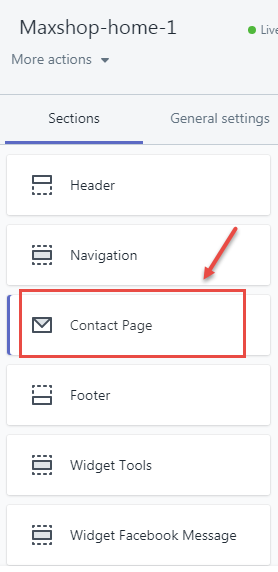 Maxshop-home-1
Live
More actions
Sections General settings
Header
Navigation
Contact Page
Footer
Widget Tools
Widget Facebook Message